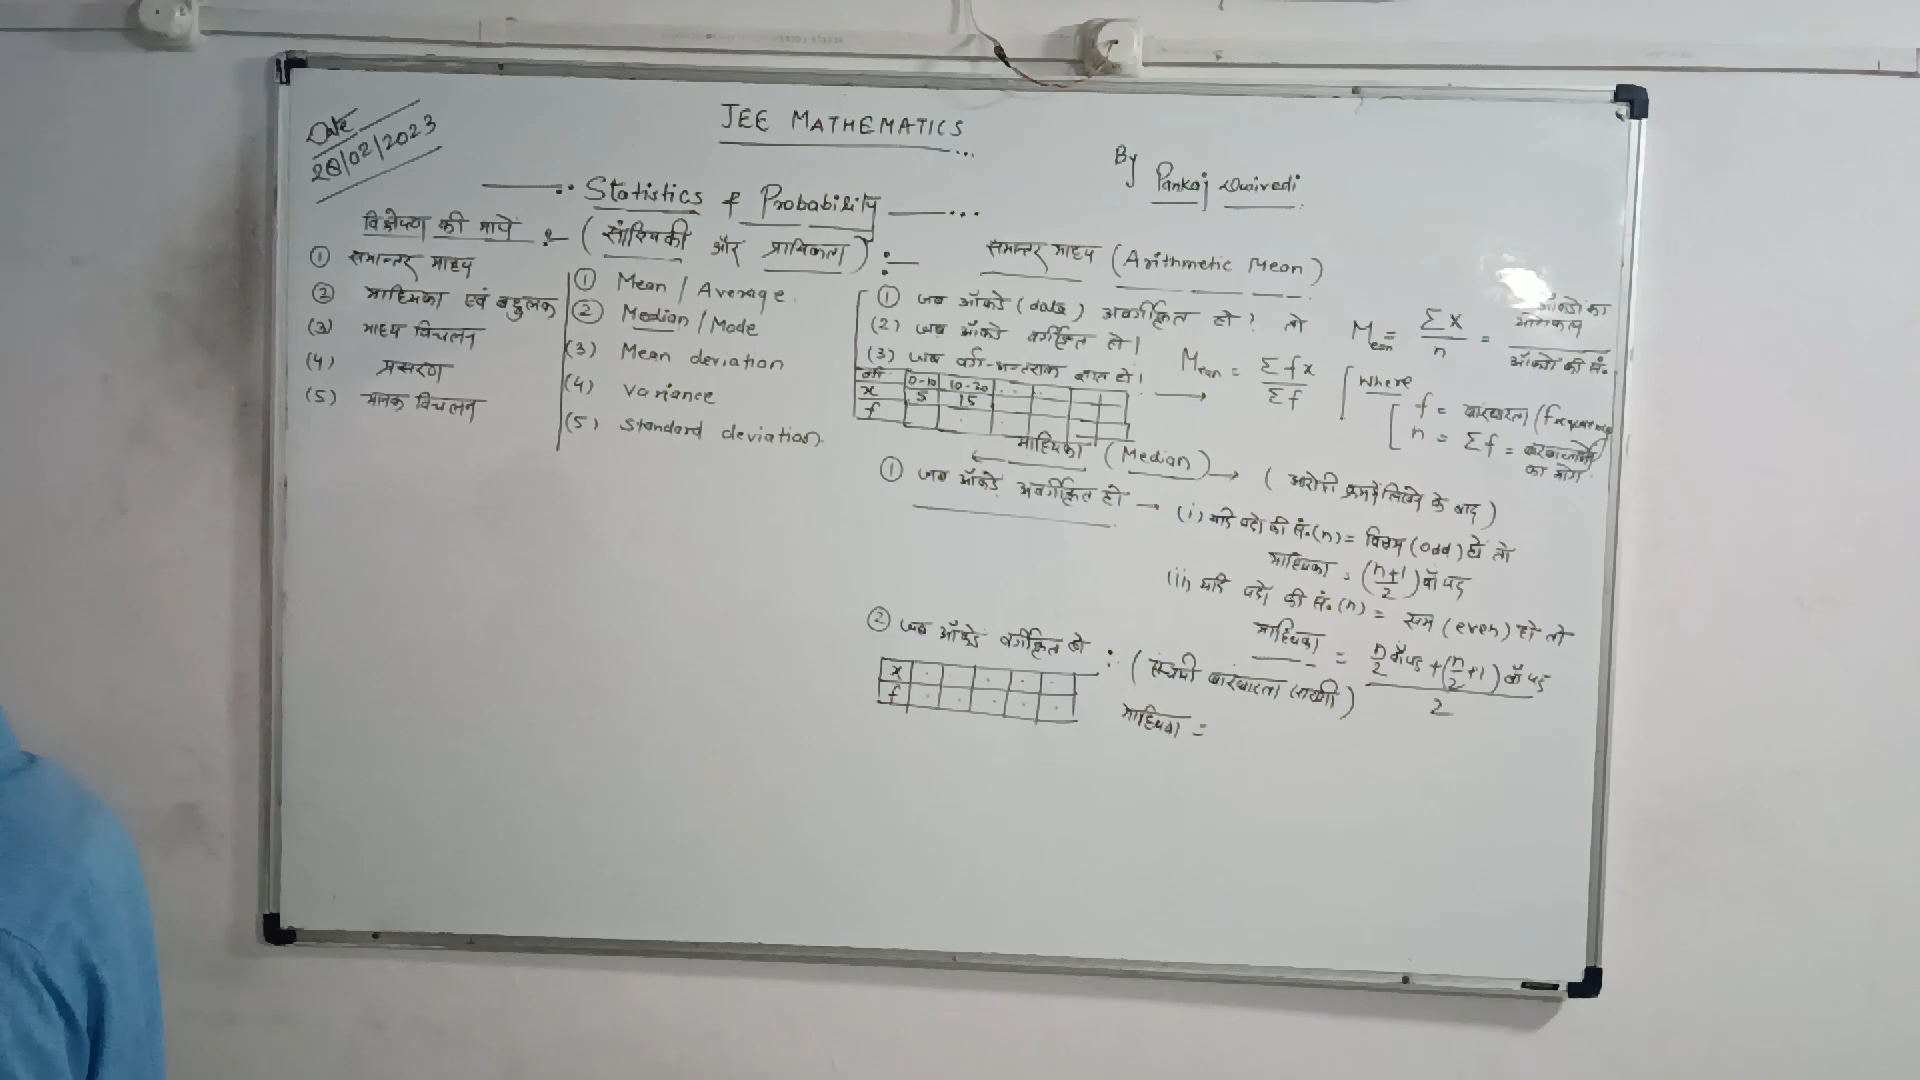 Date
28/02/2023
JEE MATHEMATICS
By Pankaj Dwivedi
Statistics & Probability
(सांख्यिकी और प्रायिकता) :-
विक्षेपण की मापें :-
① समान्तर माध्य
② माध्यिका एवं बहुलक
(3) माध्य विचलन
(4) प्रसरण
(5) मानक विचलन
① Mean / Average.
② Median / Mode
(3) Mean deviation
(4) Variance
(5) Standard deviation.
समान्तर माध्य (Arithmetic Mean)
① जब आँकडे (data) अवर्गीकृत हो? तो Mean = Σx/n = आँकडो का योगफल / आँकडो की सं.
(2) जब आँकडे वर्गीकृत हो।
(3) जब वर्ग-अन्तराल ज्ञात हो। → Mean = Σfx/Σf [where
f = बारंबारता (frequency
n = Σf = बारंबारताओं का योग
वर्ग 0-10 10-20
x 5 15
f
माध्यिका (Median) → (आरोही क्रम में लिखने के बाद)
① जब आँकडे अवर्गीकृत हो → (i) यदि पदो की सं.(n) = विषम (odd) हो तो
माध्यिका = (n+1/2) वाँ पद
(ii) यदि पदो की सं.(n) = सम (even) हो तो
माध्यिका = n/2 वाँ पद + (n/2+1) वाँ पद / 2
② जब आँकडे वर्गीकृत हो : (संचयी बारंबारता सारणी)
x
f
माध्यिका =